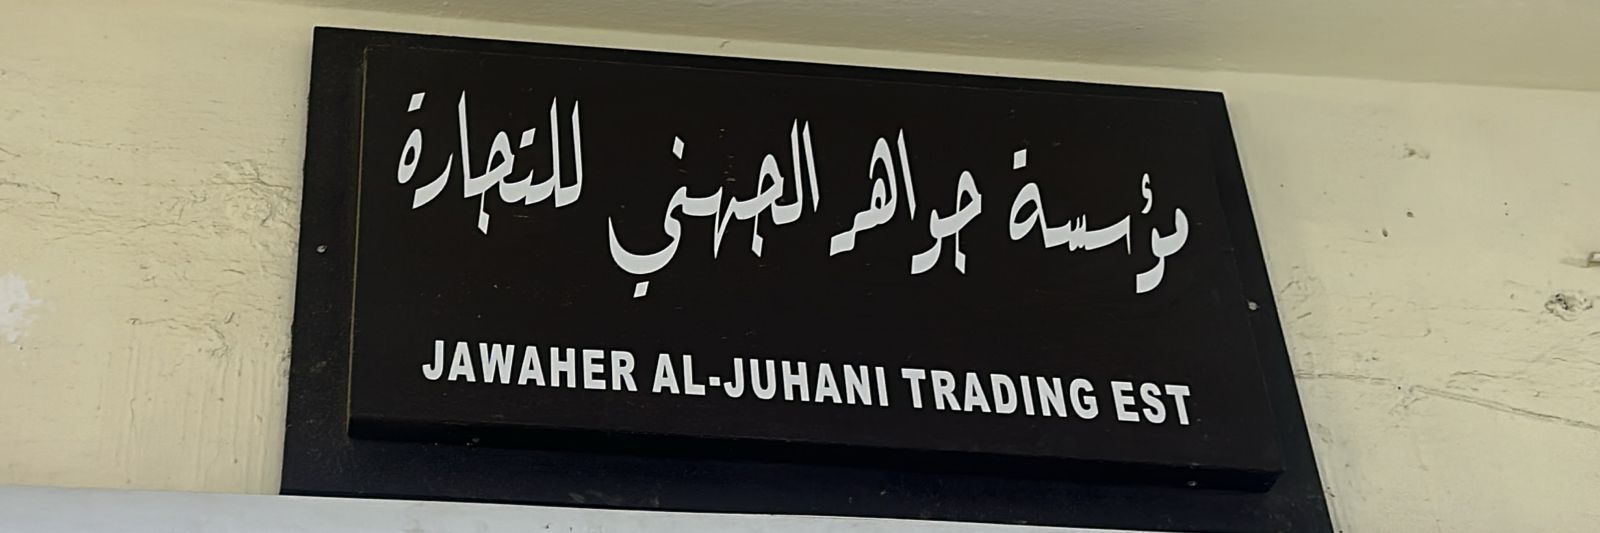 مؤسسة جواهر الجهني للتجارة
JAWAHER AL-JUHANI TRADING EST